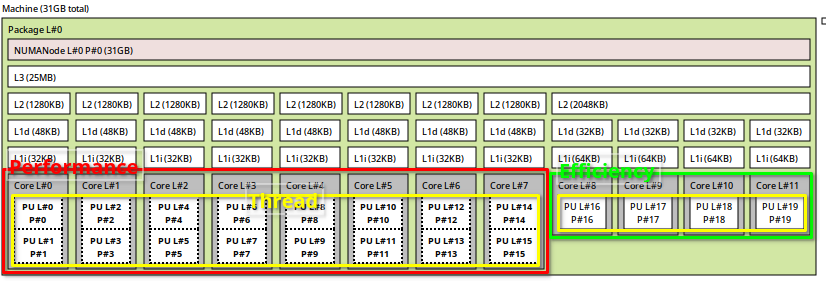 Machine (31GB total)
Package L#0
NUMANode L#0 P#0 (31GB)
L3 (25MB)
L2 (1280KB) L2 (1280KB) L2 (1280KB) L2 (1280KB) L2 (1280KB) L2 (1280KB) L2 (1280KB) L2 (1280KB) L2 (2048KB)
L1d (48KB) L1d (48KB) L1d (48KB) L1d (48KB) L1d (48KB) L1d (48KB) L1d (48KB) L1d (48KB) L1d (32KB) L1d (32KB) L1d (32KB) L1d (32KB)
L1i (32KB) L1i (32KB) L1i (32KB) L1i (32KB) L1i (32KB) L1i (32KB) L1i (32KB) L1i (32KB) L1i (64KB) L1i (64KB) L1i (64KB) L1i (64KB)
Performance Efficiency
Core L#0 Core L#1 Core L#2 Core L#3 Core L#4 Core L#5 Core L#6 Core L#7 Core L#8 Core L#9 Core L#10 Core L#11
Thread
PU L#0 PU L#2 PU L#4 PU L#6 PU L#8 PU L#10 PU L#12 PU L#14 PU L#16 PU L#17 PU L#18 PU L#19
P#0 P#2 P#4 P#6 P#8 P#10 P#12 P#14 P#16 P#17 P#18 P#19
PU L#1 PU L#3 PU L#5 PU L#7 PU L#9 PU L#11 PU L#13 PU L#15
P#1 P#3 P#5 P#7 P#9 P#11 P#13 P#15